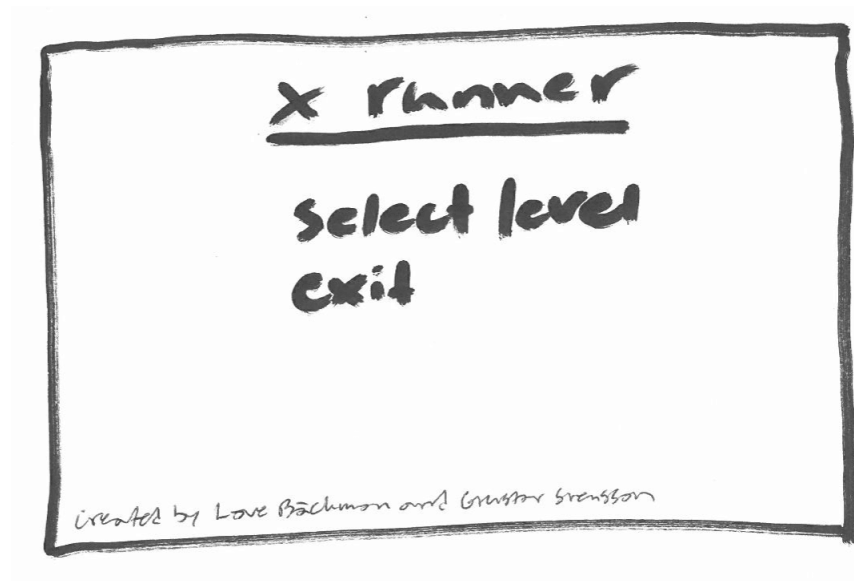 x runner
select level
exit
created by Love Bäckman and Gustav Svensson